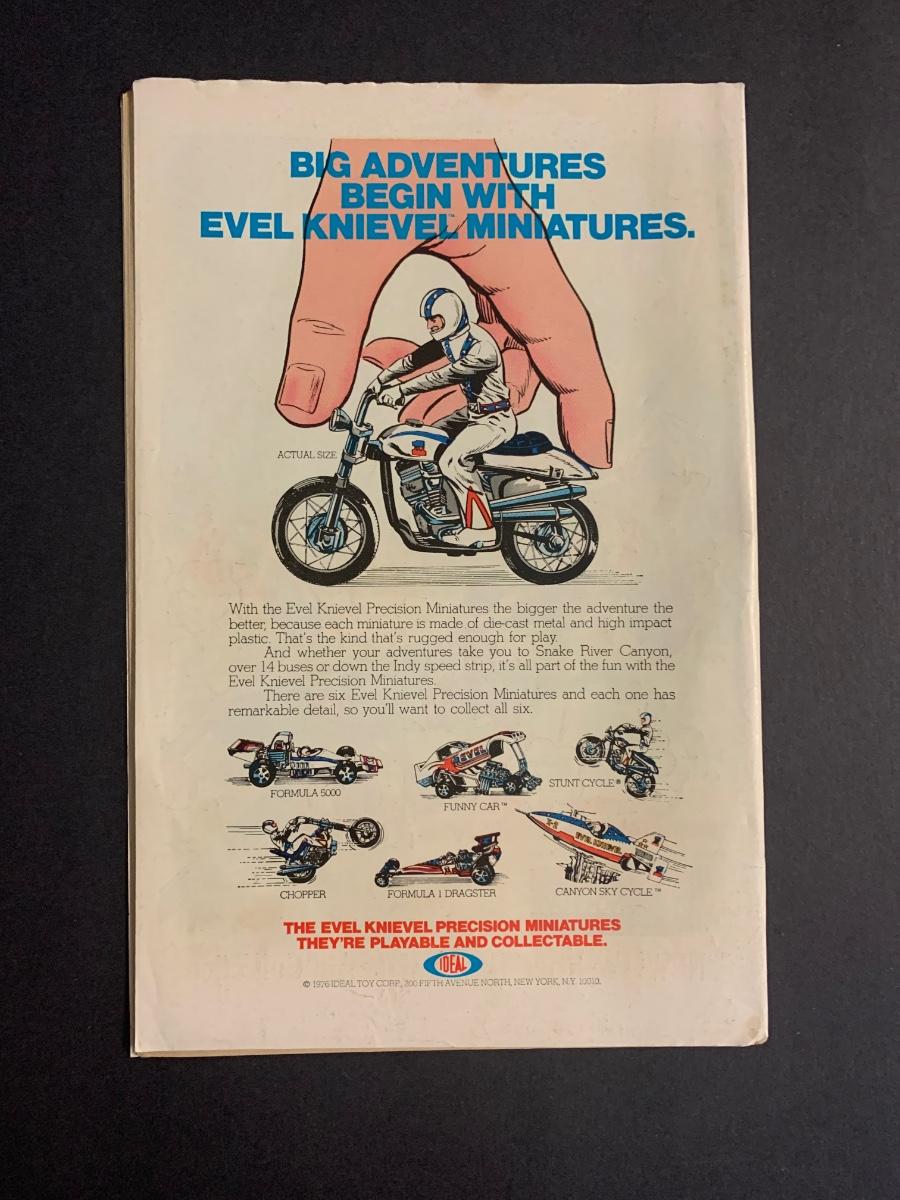 BIG ADVENTURES
BEGIN WITH
EVEL KNIEVEL™ MINIATURES.
ACTUAL SIZE
With the Evel Knievel Precision Miniatures the bigger the adventure the
better, because each miniature is made of die-cast metal and high impact
plastic. That's the kind that's rugged enough for play.
And whether your adventures take you to Snake River Canyon,
over 14 buses or down the Indy speed strip, it's all part of the fun with the
Evel Knievel Precision Miniatures.
There are six Evel Knievel Precision Miniatures and each one has
remarkable detail, so you'll want to collect all six.
FORMULA 5000
FUNNY CAR™
STUNT CYCLE®
CHOPPER
FORMULA 1 DRAGSTER
EVEL KNIEVEL
CANYON SKY CYCLE™
THE EVEL KNIEVEL PRECISION MINIATURES
THEY'RE PLAYABLE AND COLLECTABLE.
IDEAL
© 1976 IDEAL TOY CORP., 200 FIFTH AVENUE NORTH, NEW YORK, N.Y. 10010.